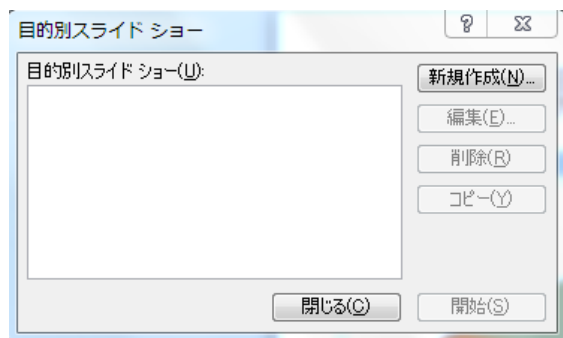 目的別スライド ショー
目的別スライド ショー(U):
新規作成(N)...
編集(E)...
削除(R)
コピー(Y)
閉じる(C)
開始(S)